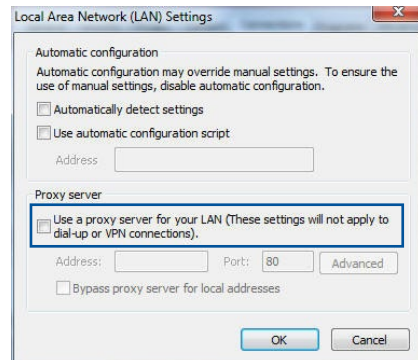 Local Area Network (LAN) Settings
Automatic configuration
Automatic configuration may override manual settings. To ensure the
use of manual settings, disable automatic configuration.
Automatically detect settings
Use automatic configuration script
Address
Proxy server
Use a proxy server for your LAN (These settings will not apply to
dial-up or VPN connections).
Address: Port: 80 Advanced
Bypass proxy server for local addresses
OK Cancel